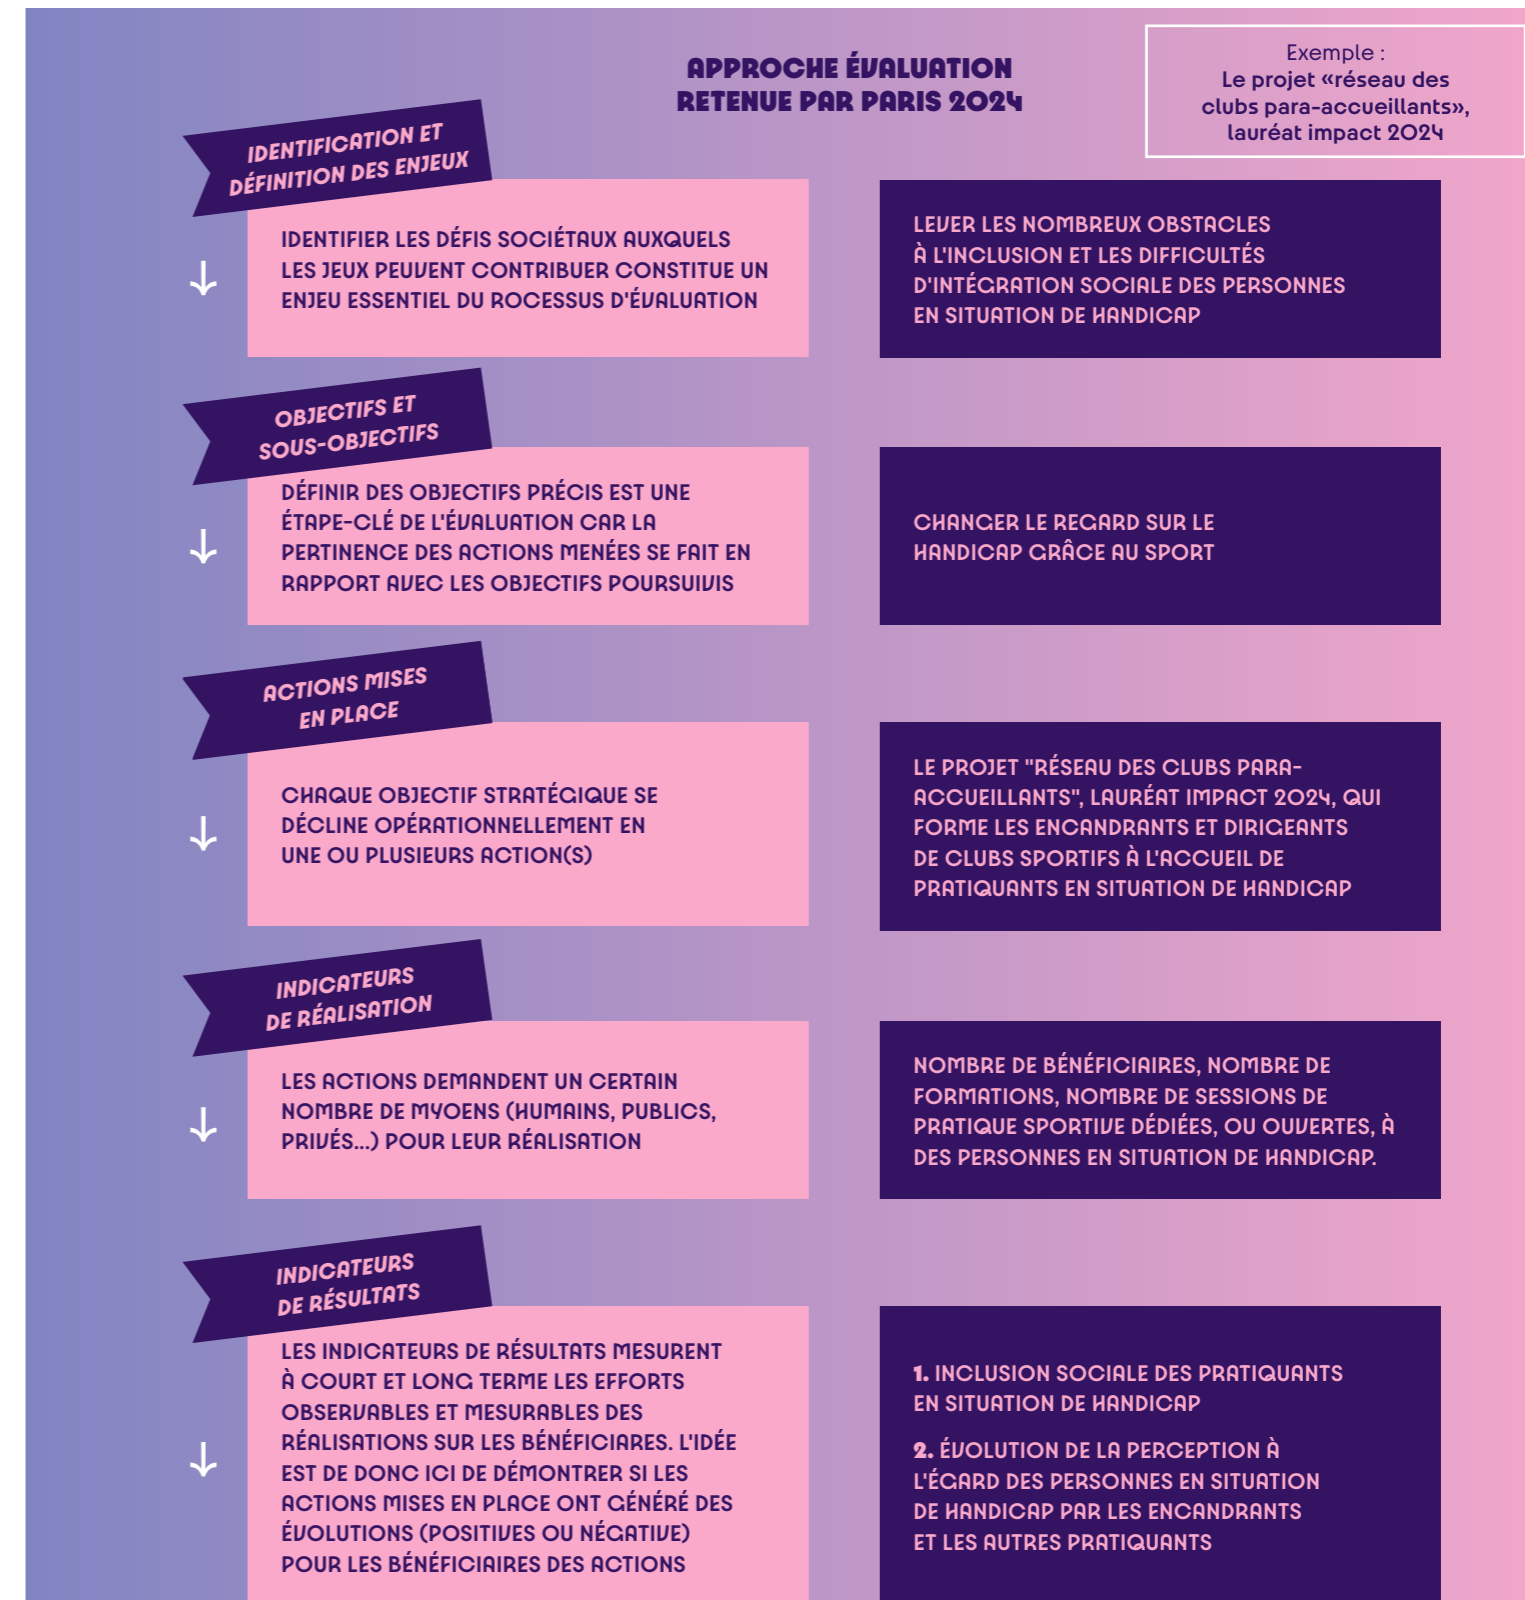 APPROCHE ÉVALUATION
RETENUE PAR PARIS 2024
Exemple :
Le projet «réseau des
clubs para-accueillants»,
lauréat impact 2024
IDENTIFICATION ET
DÉFINITION DES ENJEUX
IDENTIFIER LES DÉFIS SOCIÉTAUX AUXQUELS
LES JEUX PEUVENT CONTRIBUER CONSTITUE UN
ENJEU ESSENTIEL DU ROCESSUS D'ÉVALUATION
LEVER LES NOMBREUX OBSTACLES
À L'INCLUSION ET LES DIFFICULTÉS
D'INTÉGRATION SOCIALE DES PERSONNES
EN SITUATION DE HANDICAP
OBJECTIFS ET
SOUS-OBJECTIFS
DÉFINIR DES OBJECTIFS PRÉCIS EST UNE
ÉTAPE-CLÉ DE L'ÉVALUATION CAR LA
PERTINENCE DES ACTIONS MENÉES SE FAIT EN
RAPPORT AVEC LES OBJECTIFS POURSUIVIS
CHANGER LE REGARD SUR LE
HANDICAP GRÂCE AU SPORT
ACTIONS MISES
EN PLACE
CHAQUE OBJECTIF STRATÉGIQUE SE
DÉCLINE OPÉRATIONNELLEMENT EN
UNE OU PLUSIEURS ACTION(S)
LE PROJET "RÉSEAU DES CLUBS PARA-
ACCUEILLANTS", LAURÉAT IMPACT 2024, QUI
FORME LES ENCANDRANTS ET DIRIGEANTS
DE CLUBS SPORTIFS À L'ACCUEIL DE
PRATIQUANTS EN SITUATION DE HANDICAP
INDICATEURS
DE RÉALISATION
LES ACTIONS DEMANDENT UN CERTAIN
NOMBRE DE MYOENS (HUMAINS, PUBLICS,
PRIVÉS...) POUR LEUR RÉALISATION
NOMBRE DE BÉNÉFICIAIRES, NOMBRE DE
FORMATIONS, NOMBRE DE SESSIONS DE
PRATIQUE SPORTIVE DÉDIÉES, OU OUVERTES, À
DES PERSONNES EN SITUATION DE HANDICAP.
INDICATEURS
DE RÉSULTATS
LES INDICATEURS DE RÉSULTATS MESURENT
À COURT ET LONG TERME LES EFFORTS
OBSERVABLES ET MESURABLES DES
RÉALISATIONS SUR LES BÉNÉFICIARES. L'IDÉE
EST DE DONC ICI DE DÉMONTRER SI LES
ACTIONS MISES EN PLACE ONT GÉNÉRÉ DES
ÉVOLUTIONS (POSITIVES OU NÉGATIVE)
POUR LES BÉNÉFICIAIRES DES ACTIONS
1. INCLUSION SOCIALE DES PRATIQUANTS
EN SITUATION DE HANDICAP
2. ÉVOLUTION DE LA PERCEPTION À
L'ÉGARD DES PERSONNES EN SITUATION
DE HANDICAP PAR LES ENCANDRANTS
ET LES AUTRES PRATIQUANTS